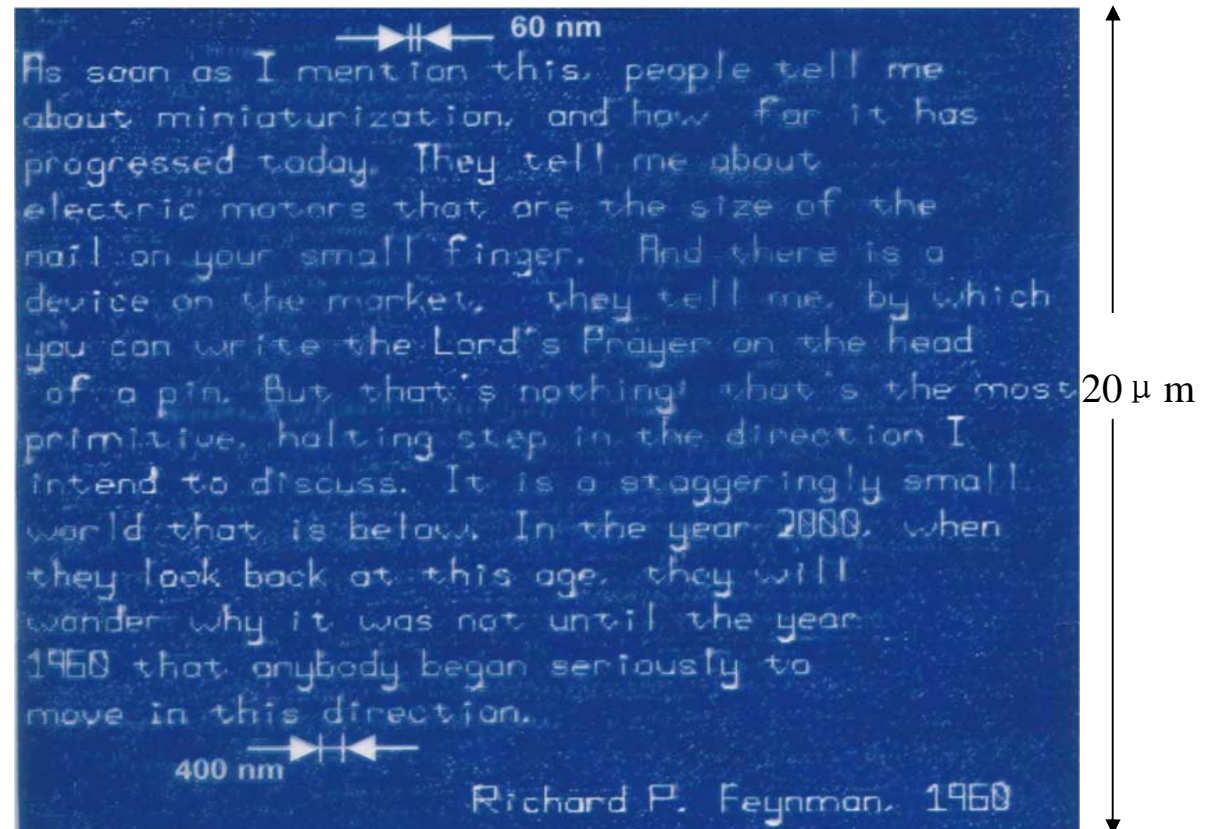 60 nm
As soon as I mention this, people tell me
about miniaturization, and how far it has
progressed today. They tell me about
electric motors that are the size of the
nail on your small finger. And there is a
device on the market, they tell me, by which
you can write the Lord's Prayer on the head
of a pin. But that's nothing; that's the most
primitive, halting step in the direction I
intend to discuss. It is a staggeringly small
world that is below. In the year 2000, when
they look back at this age, they will
wonder why it was not until the year
1960 that anybody began seriously to
move in this direction.
400 nm
Richard P. Feynman, 1960
20 μm